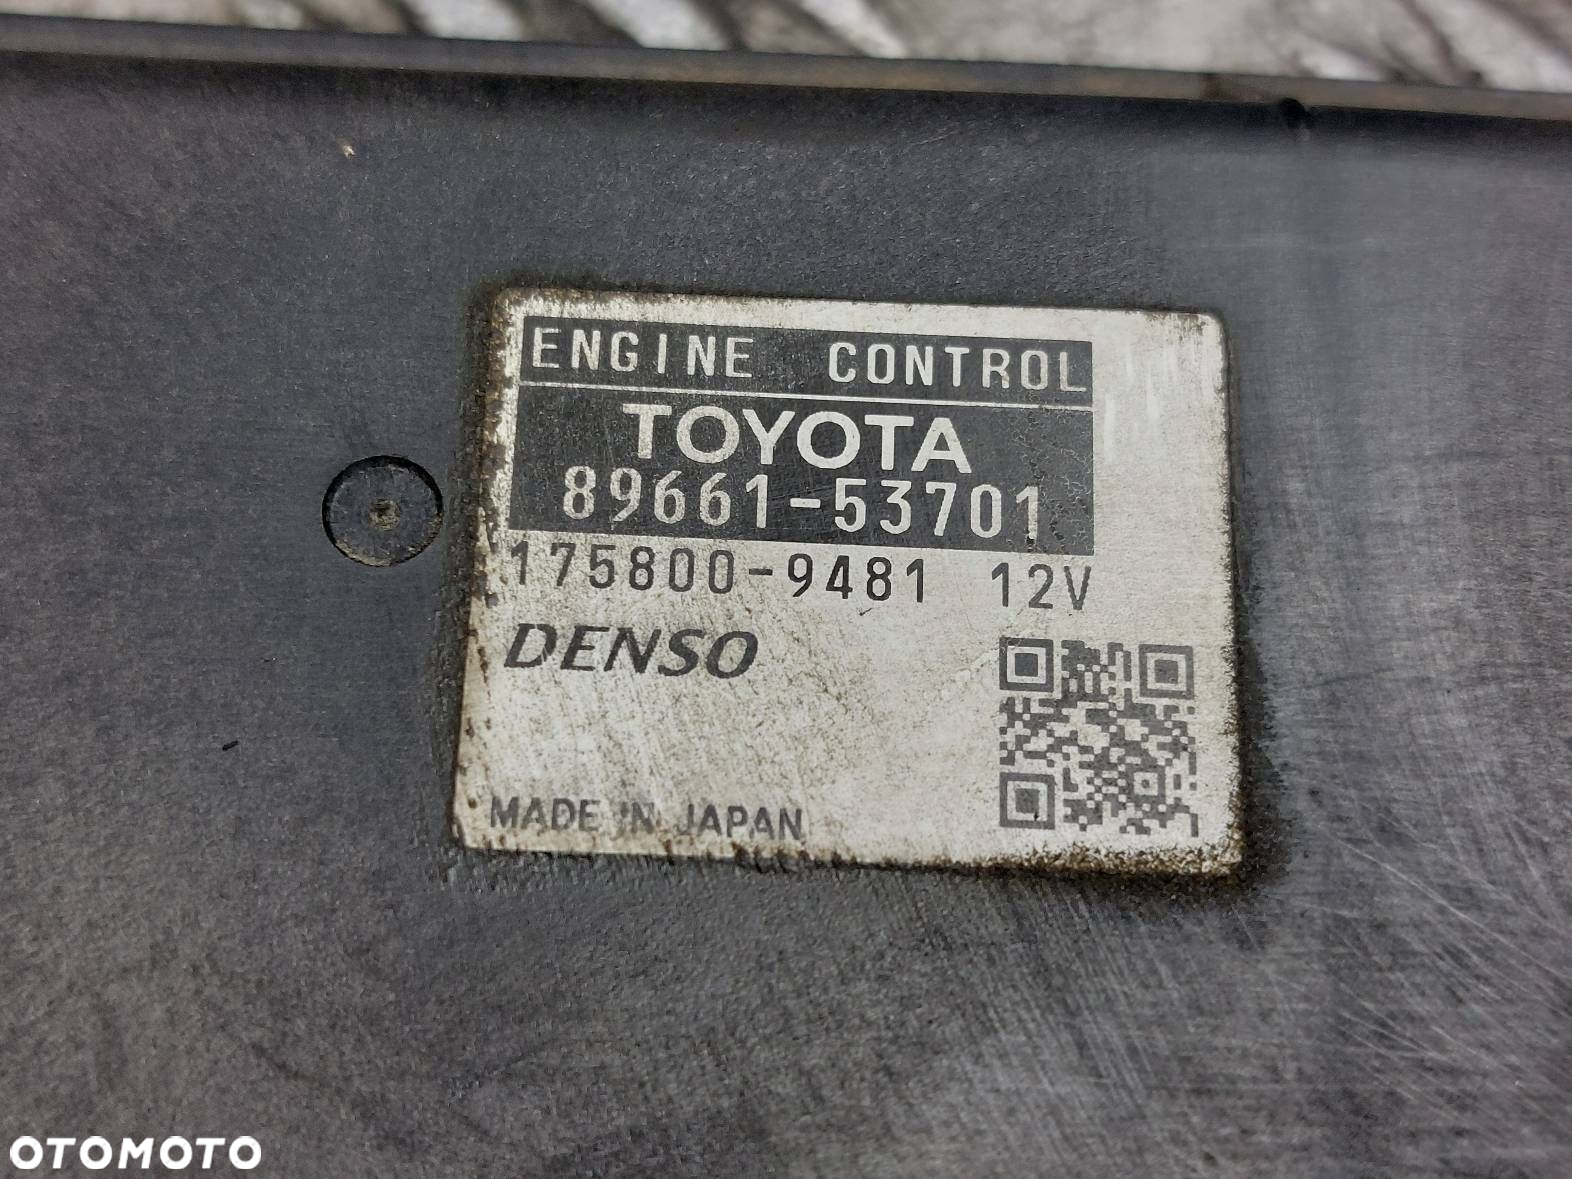 ENGINE CONTROL
TOYOTA
89661-53701
175800-9481 12V
DENSO
MADE IN JAPAN
OTOMOTO